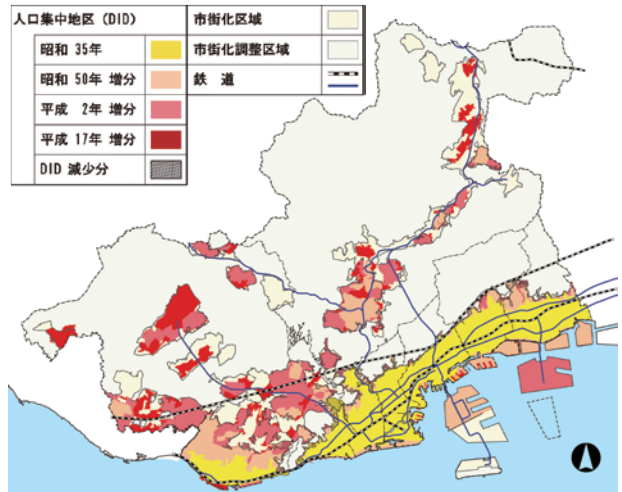 人口集中地区 (DID)
昭和 35年
昭和 50年 増分
平成 2年 増分
平成 17年 増分
DID 減少分
市街化区域
市街化調整区域
鉄 道